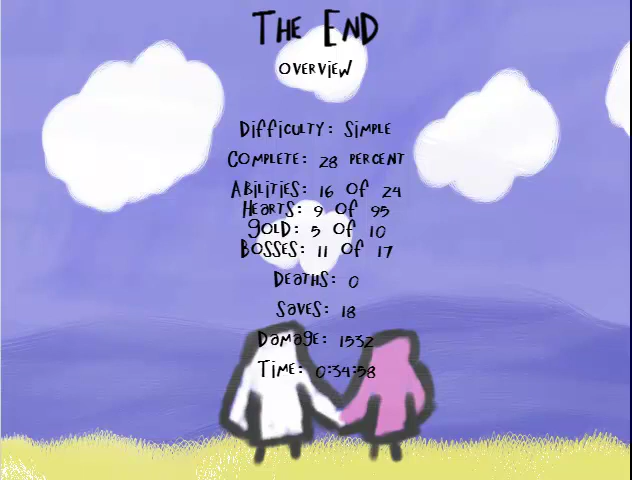 The End
OVERVIEW
Difficulty: Simple
Complete: 28 percent
Abilities: 16 of 24
Hearts: 9 of 95
Gold: 5 of 10
Bosses: 11 of 17
Deaths: 0
Saves: 18
Damage: 1532
Time: 0:34:58